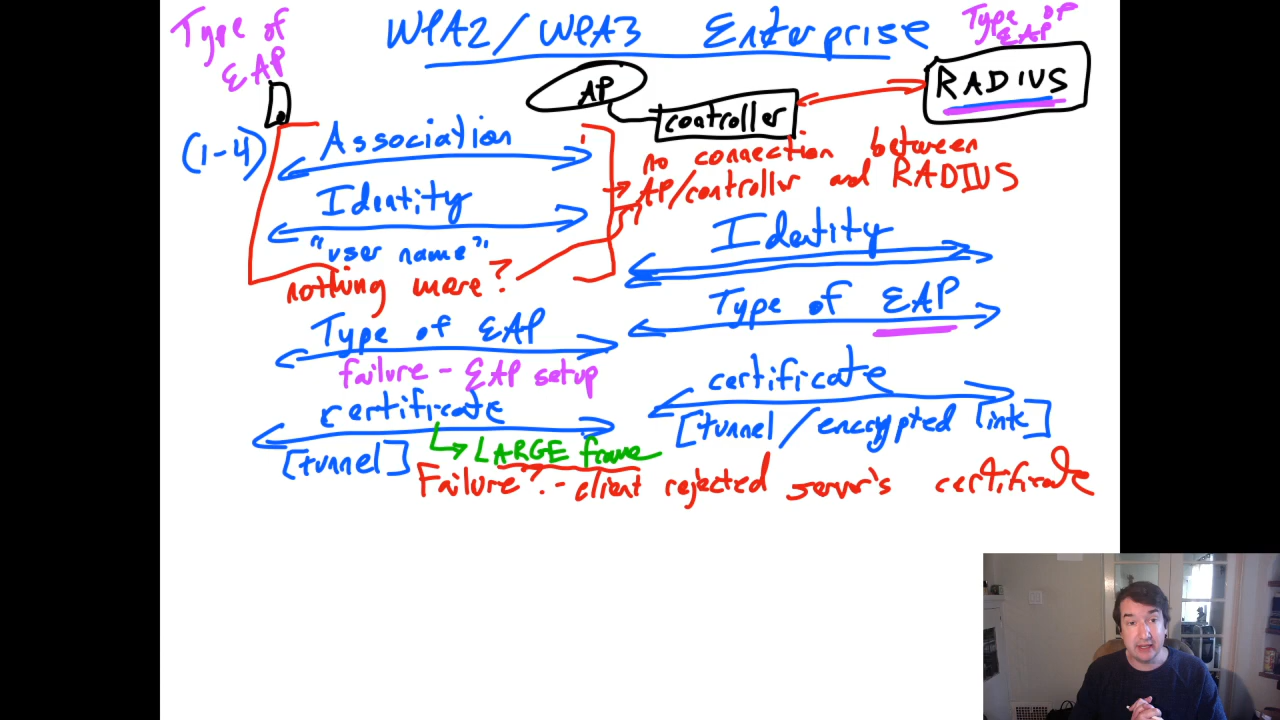 Type of EAP
WPA2/WPA3 Enterprise
Type of EAP
AP
controller
RADIUS
(1-4)
Association
no connection between
AP/controller and RADIUS
Identity
"user name"
nothing more?
Identity
Type of EAP
Type of EAP
failure - EAP setup
certificate
certificate
[tunnel]
[tunnel/encrypted link]
LARGE frame
Failure? - client rejected server's certificate